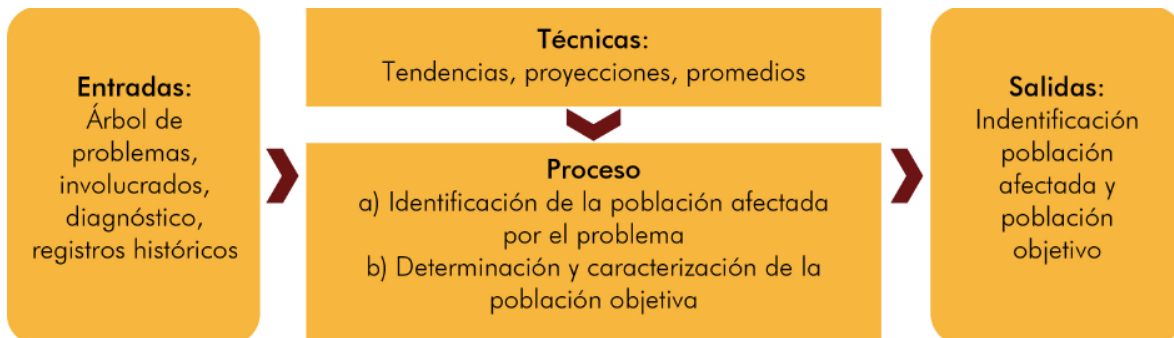 Entradas:
Árbol de
problemas,
involucrados,
diagnóstico,
registros históricos
Técnicas:
Tendencias, proyecciones, promedios
Proceso
a) Identificación de la población afectada
por el problema
b) Determinación y caracterización de la
población objetiva
Salidas:
Indentificación
población
afectada y
población
objetivo